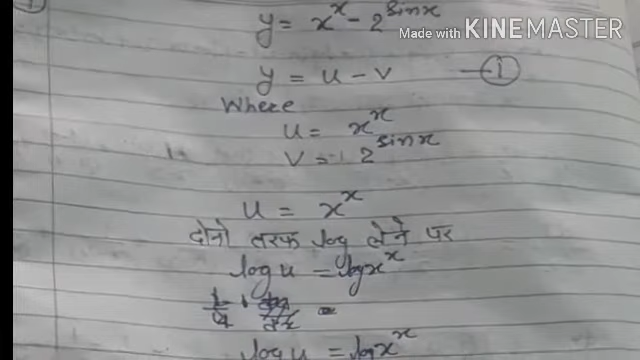 y = x^x - 2^sinx
Made with KINEMASTER
y = u - v —①
Where
u = x^x
v = 2^sinx
u = x^x
दोनो तरफ log लेने पर
log u = log x^x
log u = log x^x